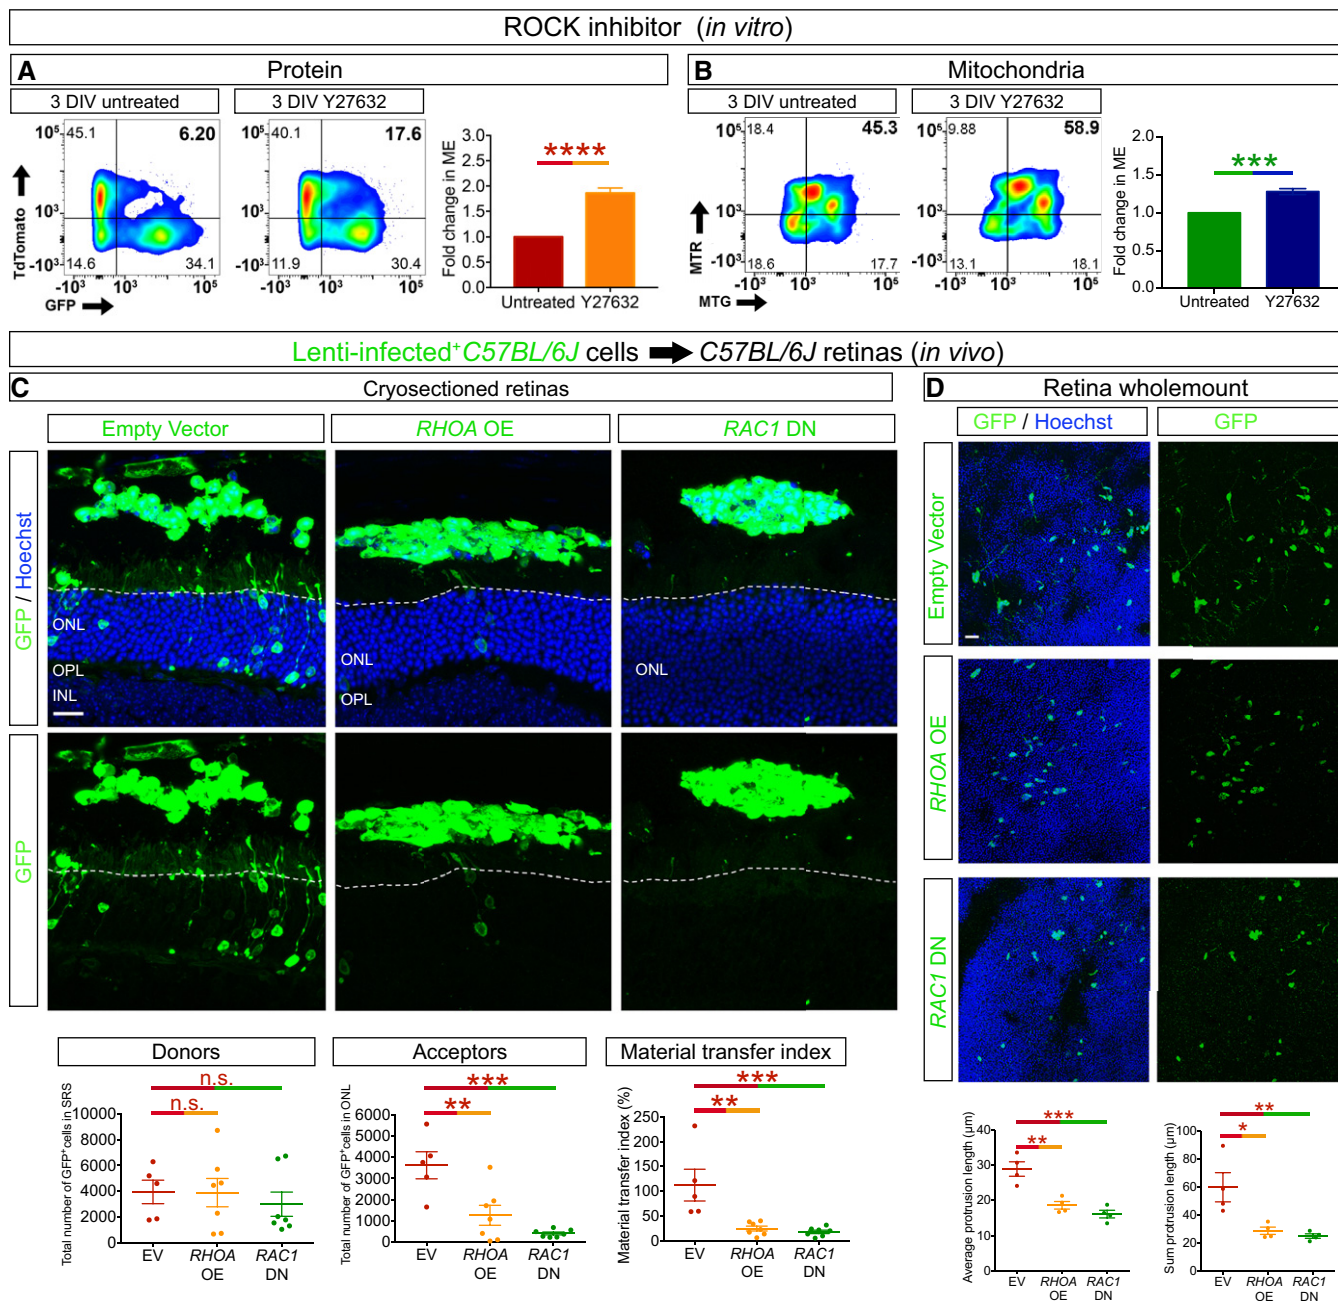 ROCK inhibitor (in vitro)
A Protein
B Mitochondria
3 DIV untreated
3 DIV Y27632
3 DIV untreated
3 DIV Y27632
10⁵
45.1
6.20
10³
-10³
14.6
34.1
-10³
10³
10⁵
TdTomato
GFP
10⁵
40.1
17.6
10³
-10³
11.9
30.4
-10³
10³
10⁵
Fold change in ME
3.0
2.5
2.0
1.5
1.0
0.5
0.0
****
Untreated
Y27632
10⁵
18.4
45.3
10³
-10³
18.6
17.7
-10³
10³
10⁵
MTR
MTG
10⁵
9.88
58.9
10³
-10³
13.1
18.1
-10³
10³
10⁵
Fold change in ME
2.0
1.5
1.0
0.5
0.0
***
Untreated
Y27632
Lenti-infected⁺C57BL/6J cells C57BL/6J retinas (in vivo)
C Cryosectioned retinas
D Retina wholemount
Empty Vector
RHOA OE
RAC1 DN
GFP / Hoechst
GFP
GFP / Hoechst
ONL
OPL
INL
ONL
OPL
ONL
GFP
Empty Vector
RHOA OE
RAC1 DN
Donors
Total number of GFP⁺cells in SRS
n.s.
n.s.
10000
8000
6000
4000
2000
0
EV
RHOA OE
RAC1 DN
Acceptors
Total number of GFP⁺cells in ONL
***
**
6000
5000
4000
3000
2000
1000
0
EV
RHOA OE
RAC1 DN
Material transfer index
Material transfer index (%)
***
**
250
200
150
100
50
0
EV
RHOA OE
RAC1 DN
Average protrusion length (µm)
***
**
40
30
20
10
0
EV
RHOA OE
RAC1 DN
Sum protrusion length (µm)
**
*
100
80
60
40
20
0
EV
RHOA OE
RAC1 DN